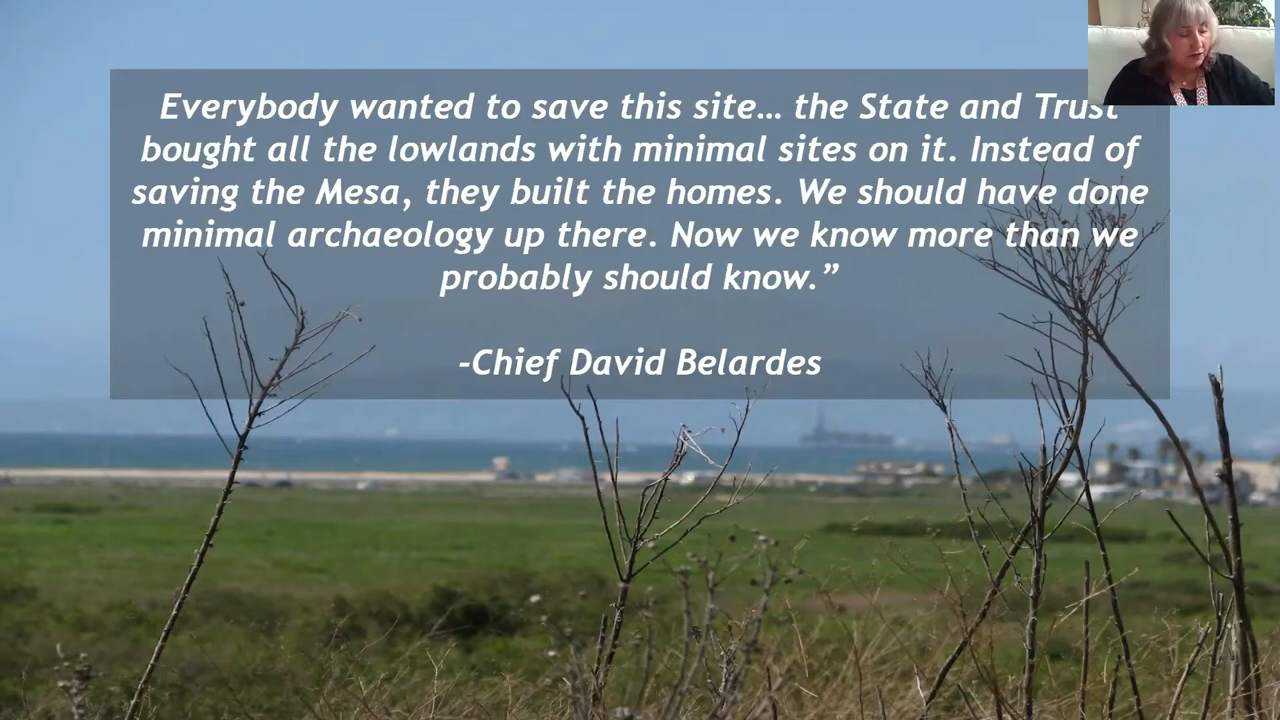 Everybody wanted to save this site… the State and Trust
bought all the lowlands with minimal sites on it. Instead of
saving the Mesa, they built the homes. We should have done
minimal archaeology up there. Now we know more than we
probably should know.”
-Chief David Belardes